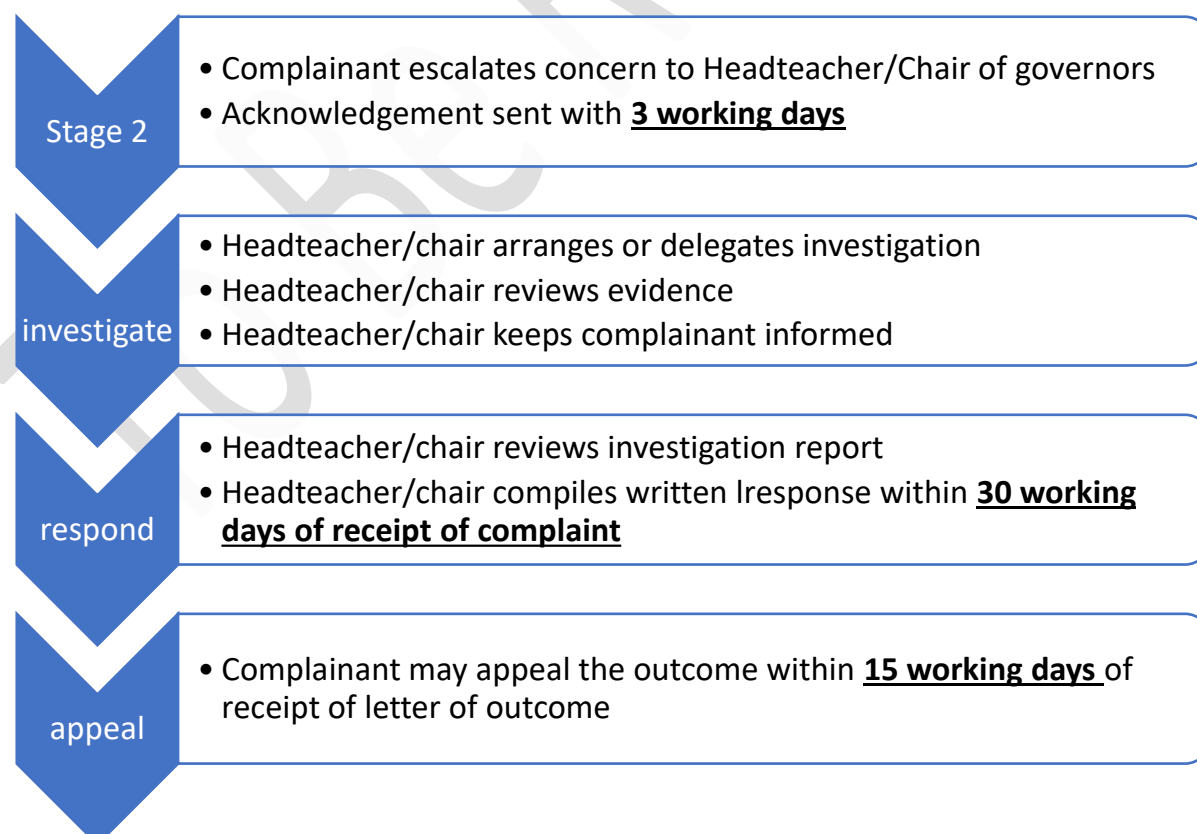 Stage 2
• Complainant escalates concern to Headteacher/Chair of governors
• Acknowledgement sent with 3 working days
investigate
• Headteacher/chair arranges or delegates investigation
• Headteacher/chair reviews evidence
• Headteacher/chair keeps complainant informed
respond
• Headteacher/chair reviews investigation report
• Headteacher/chair compiles written lresponse within 30 working
days of receipt of complaint
appeal
• Complainant may appeal the outcome within 15 working days of
receipt of letter of outcome
To Be